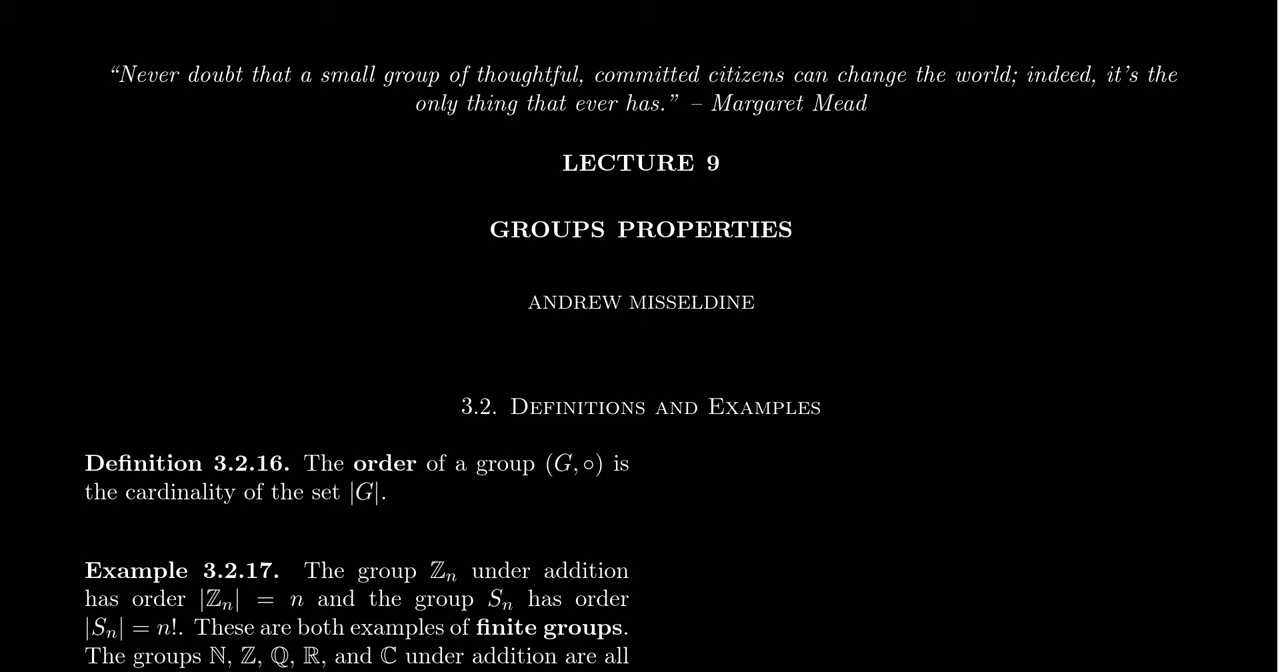 “Never doubt that a small group of thoughtful, committed citizens can change the world; indeed, it’s the
only thing that ever has.” – Margaret Mead
LECTURE 9
GROUPS PROPERTIES
ANDREW MISSELDINE
3.2. Definitions and Examples
Definition 3.2.16. The order of a group (G, ∘) is
the cardinality of the set |G|.
Example 3.2.17. The group ℤₙ under addition
has order |ℤₙ| = n and the group Sₙ has order
|Sₙ| = n!. These are both examples of finite groups.
The groups ℕ, ℤ, ℚ, ℝ, and ℂ under addition are all